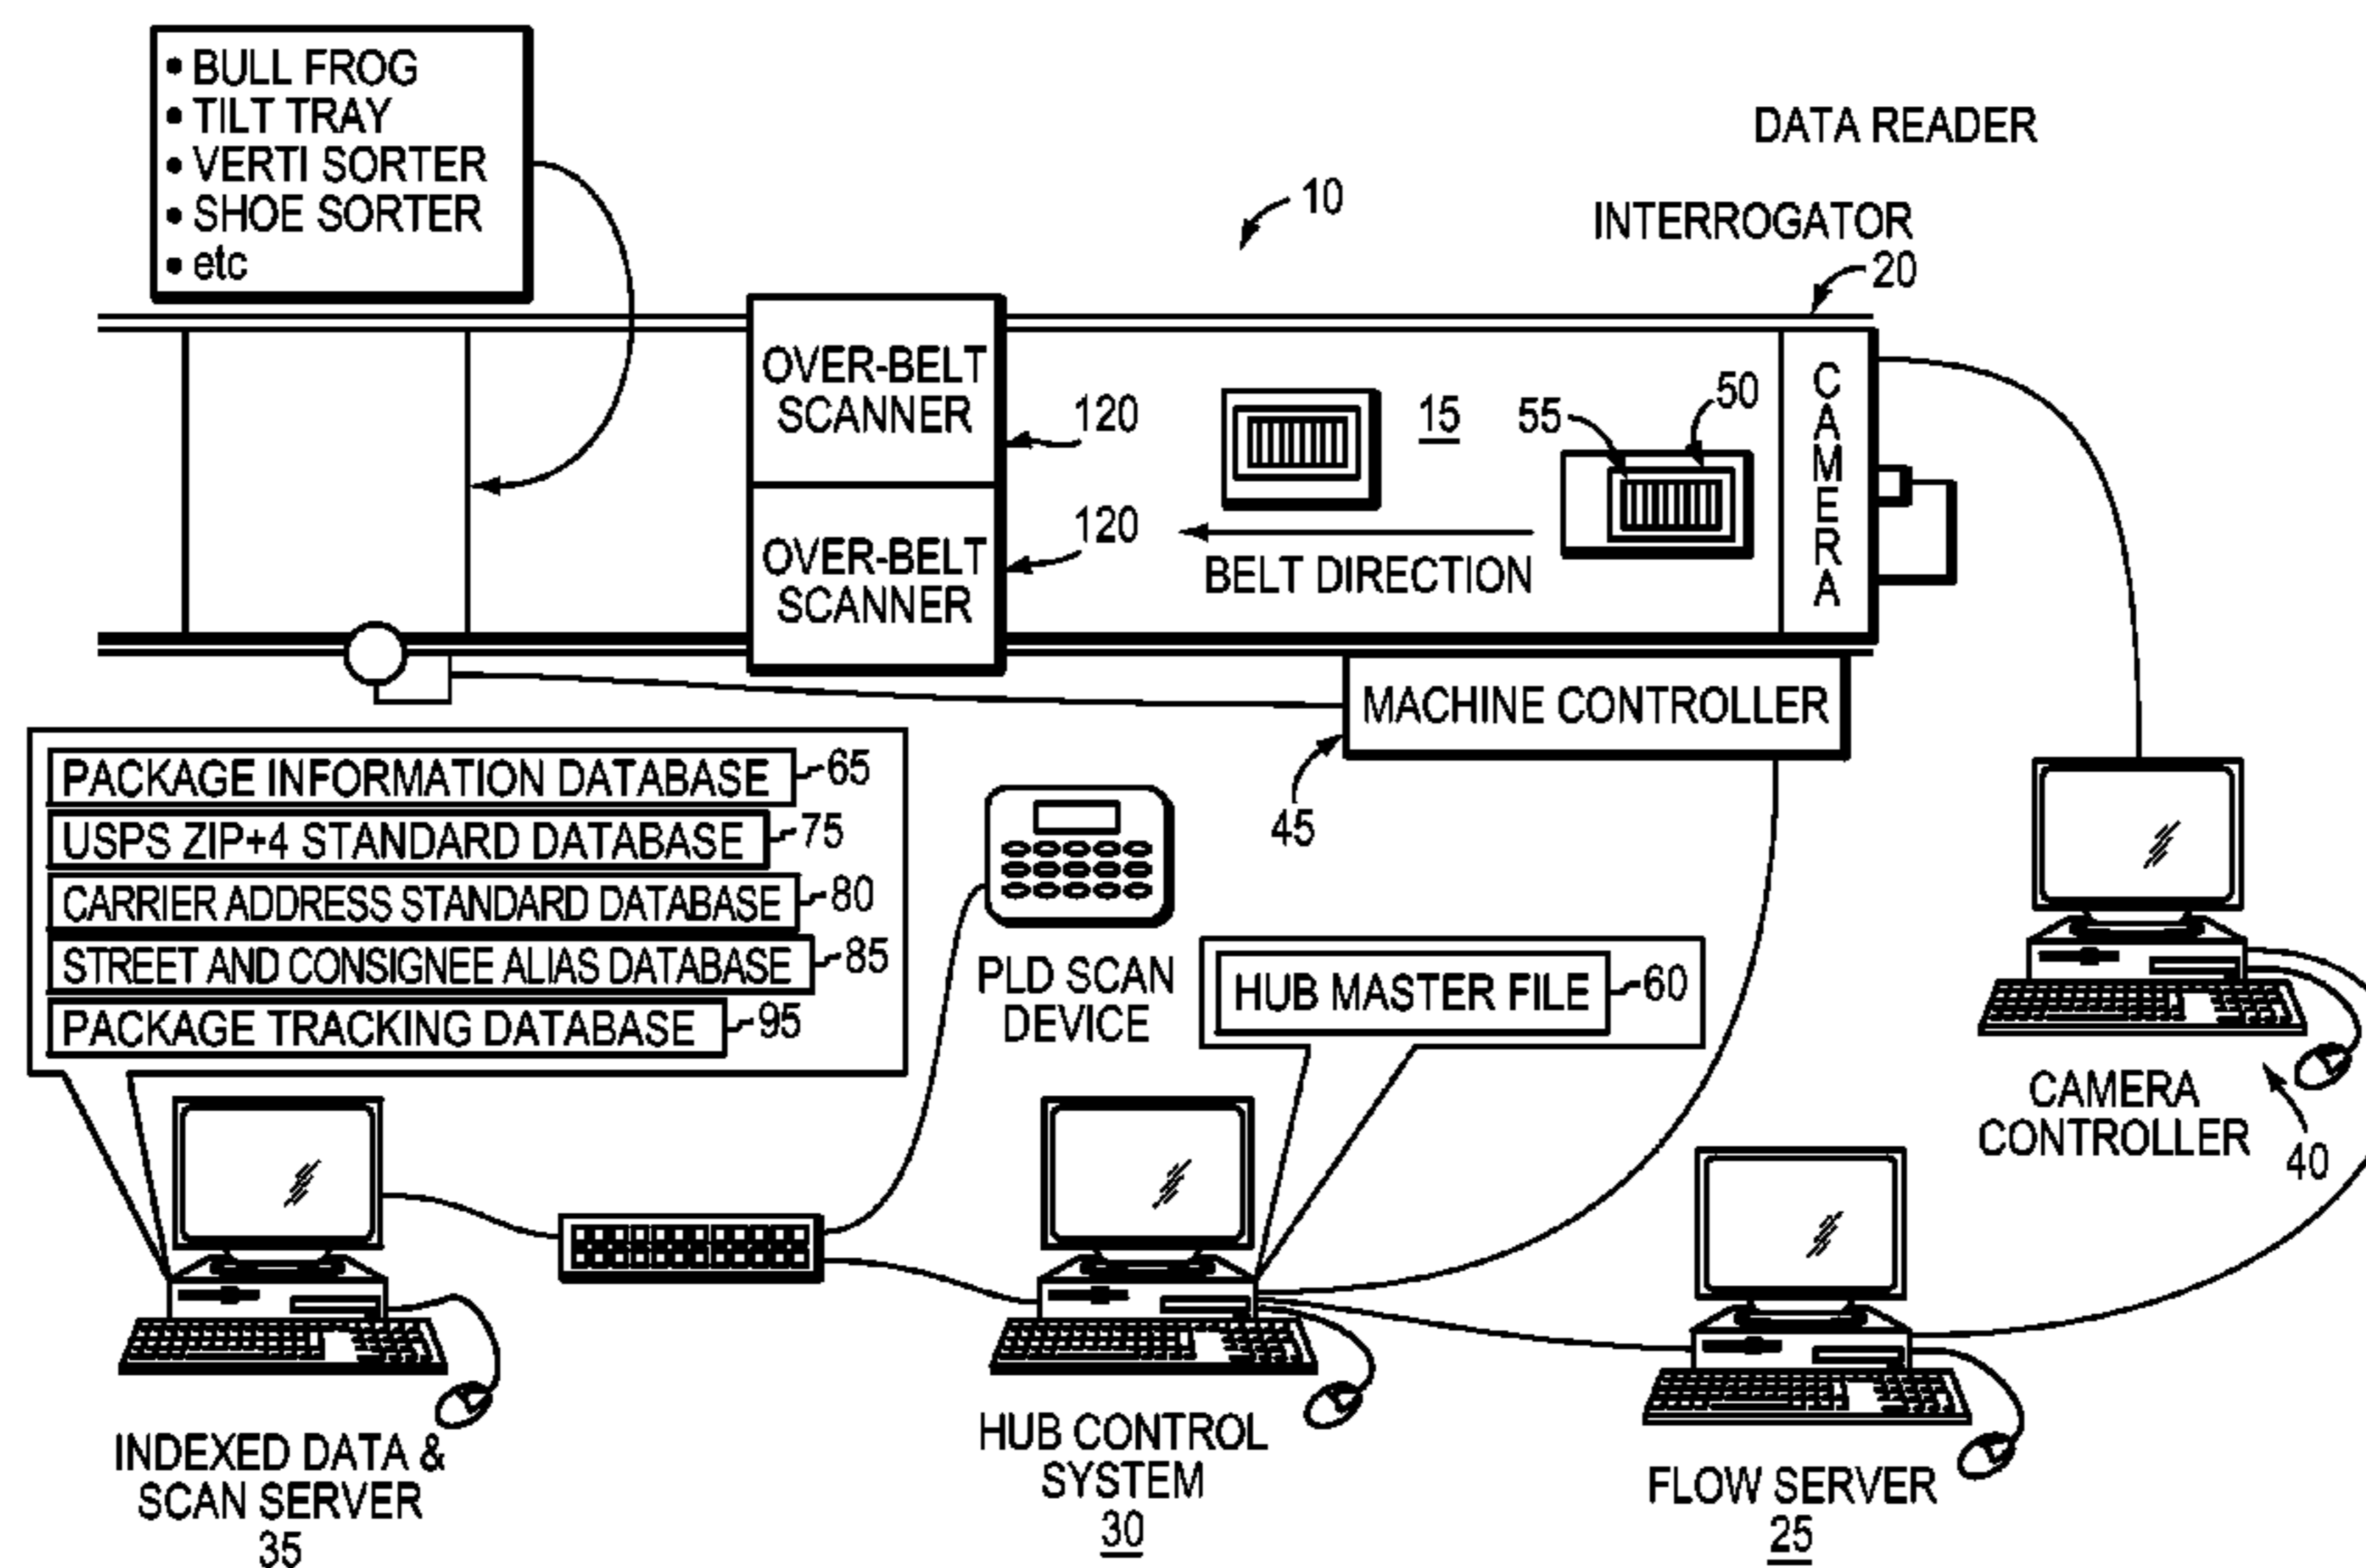 • BULL FROG
• TILT TRAY
• VERTI SORTER
• SHOE SORTER
• etc
DATA READER
10
INTERROGATOR
20
OVER-BELT
SCANNER
120
OVER-BELT
SCANNER
120
15
55
50
BELT DIRECTION
CAMERA
MACHINE CONTROLLER
45
PACKAGE INFORMATION DATABASE
65
USPS ZIP+4 STANDARD DATABASE
75
CARRIER ADDRESS STANDARD DATABASE
80
STREET AND CONSIGNEE ALIAS DATABASE
85
PACKAGE TRACKING DATABASE
95
PLD SCAN
DEVICE
HUB MASTER FILE
60
CAMERA
CONTROLLER
40
INDEXED DATA &
SCAN SERVER
35
HUB CONTROL
SYSTEM
30
FLOW SERVER
25